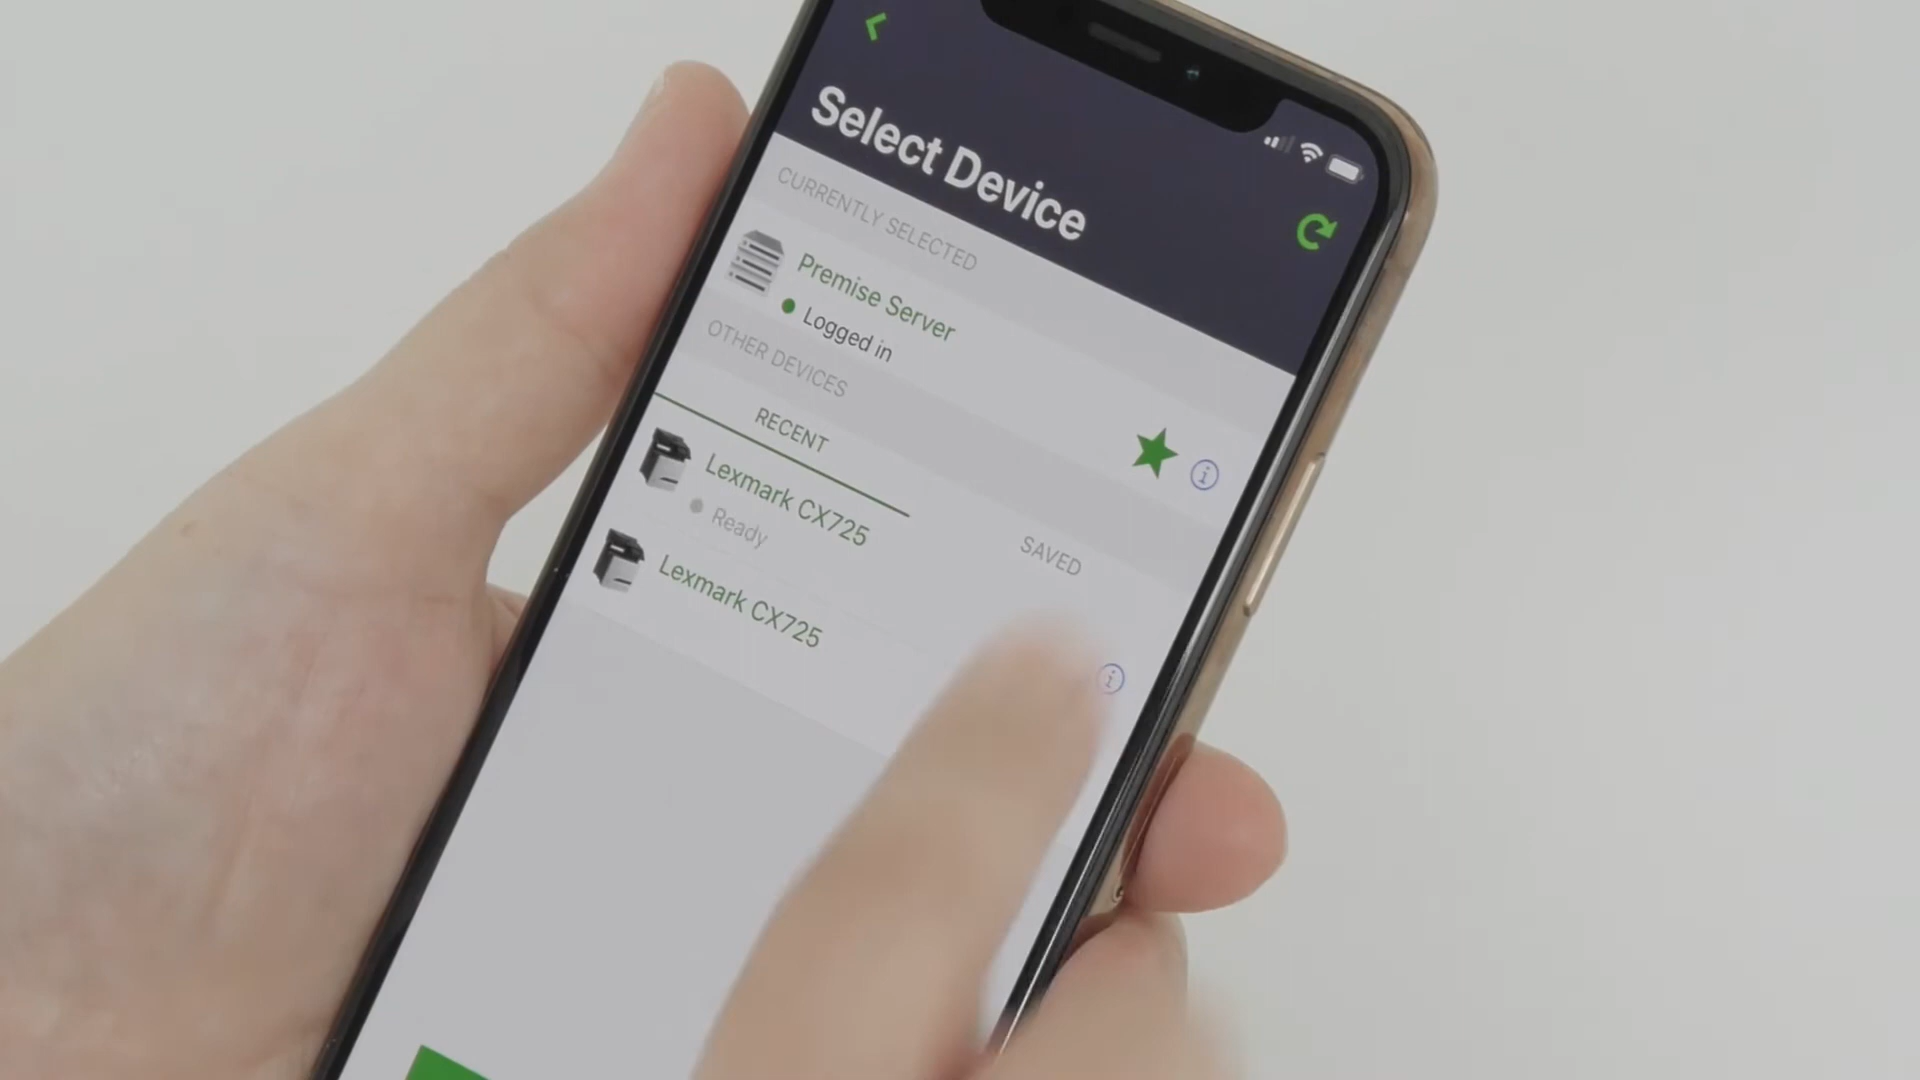 Select Device
CURRENTLY SELECTED
Premise Server
Logged in
OTHER DEVICES
RECENT
SAVED
Lexmark CX725
Ready
Lexmark CX725